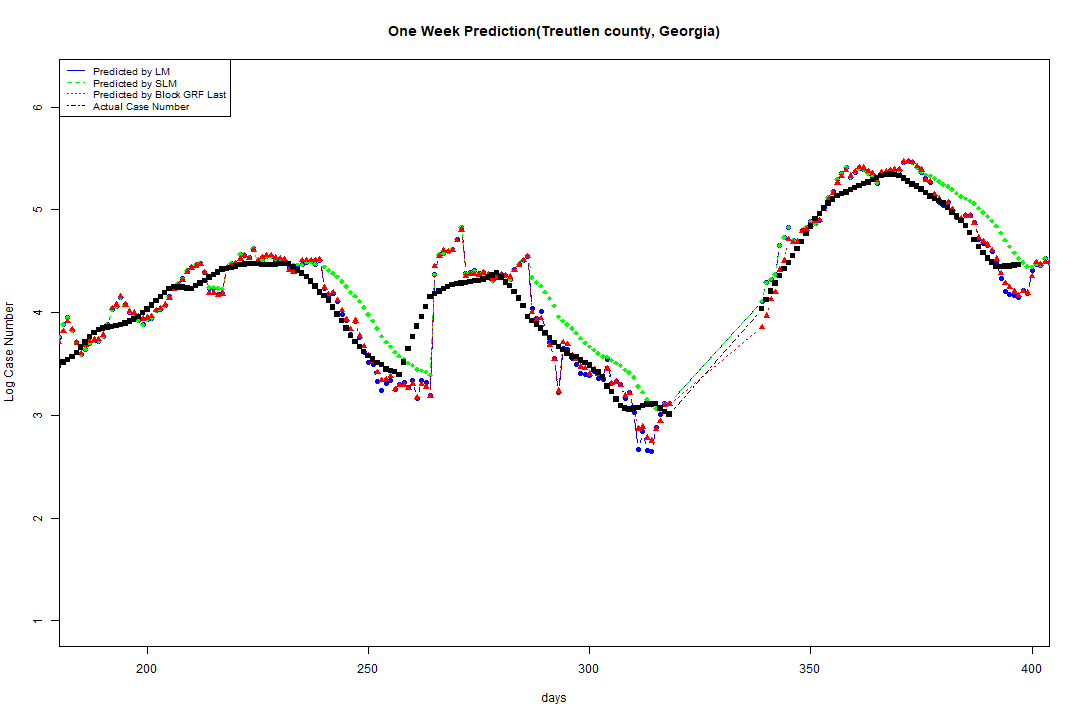 One Week Prediction(Treutlen county, Georgia)
Predicted by LM
Predicted by SLM
Predicted by Block GRF Last
Actual Case Number
Log Case Number
6
5
4
3
2
1
200 250 300 350 400
days